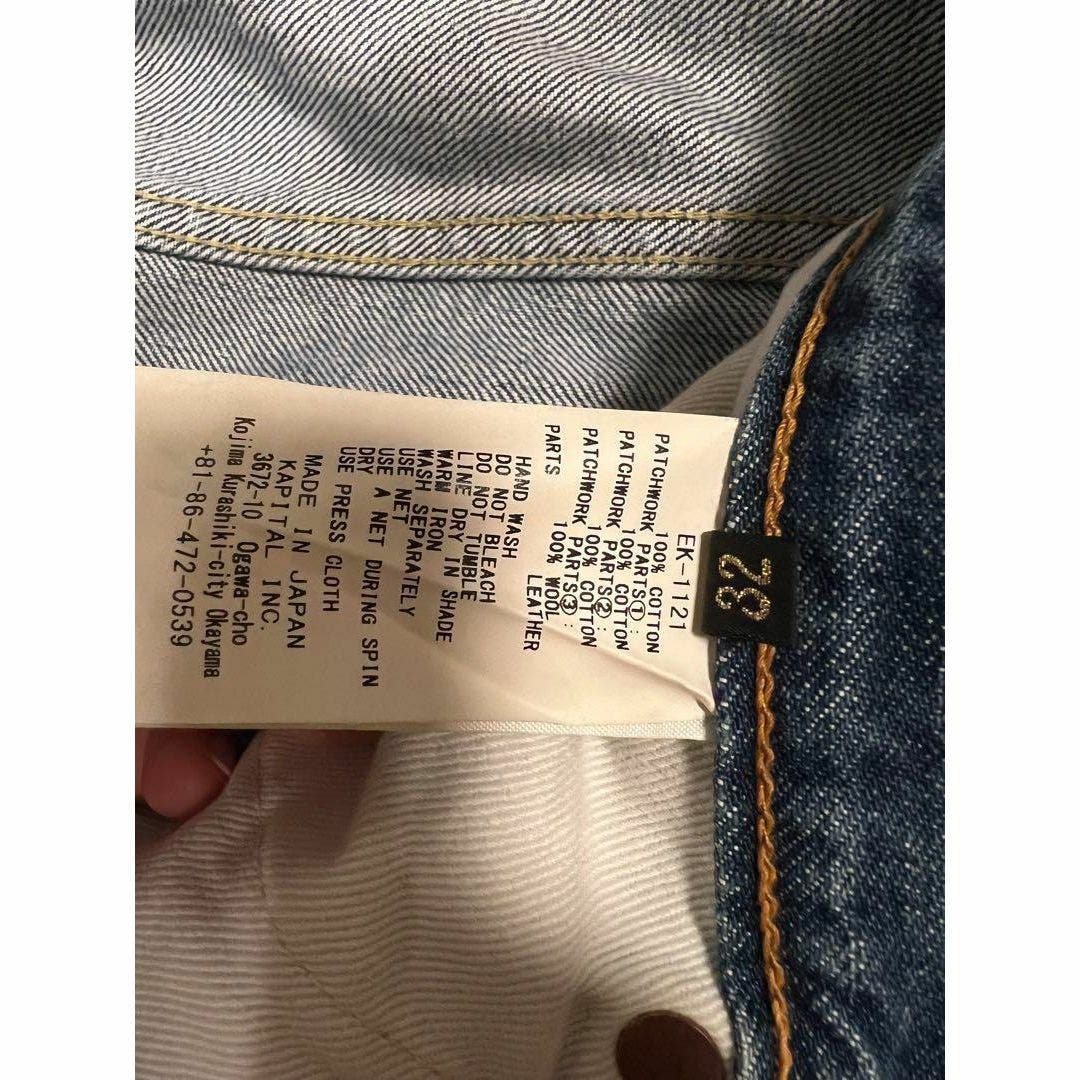 32
EK-1121
100% COTTON
PATCHWORK PARTS①:
100% COTTON
PATCHWORK PARTS②:
100% COTTON
PATCHWORK PARTS③:
100% WOOL
PARTS LEATHER
HAND WASH
DO NOT BLEACH
DO NOT TUMBLE
LINE DRY IN SHADE
WARM IRON
WASH SEPARATELY
USE NET
USE A NET DURING SPIN
DRY
USE PRESS CLOTH
MADE IN JAPAN
KAPITAL INC.
3672-10 Ogawa-cho
Kojima Kurashiki-city Okayama
+81-86-472-0539